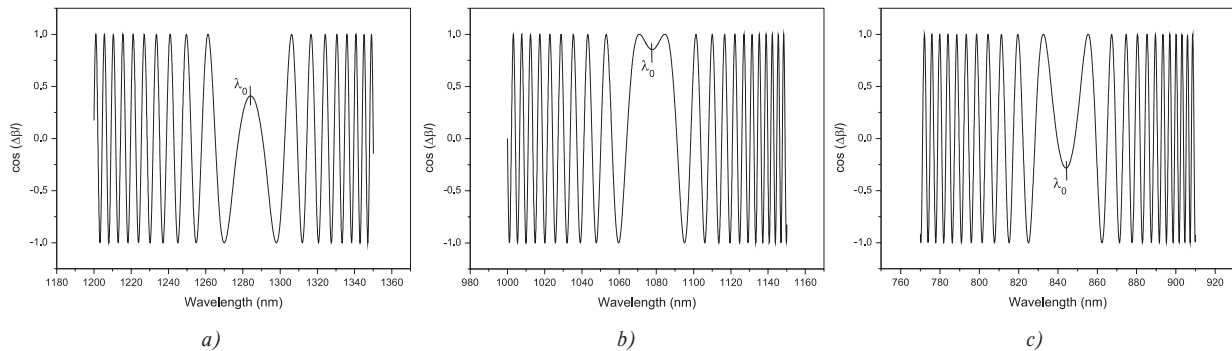 1.0
0.5
0.0
-0.5
-1.0
cos (Δβl)
λ0
1180 1200 1220 1240 1260 1280 1300 1320 1340 1360
Wavelength (nm)
a)
1.0
0.5
0.0
-0.5
-1.0
cos (Δβl)
λ0
980 1000 1020 1040 1060 1080 1100 1120 1140 1160
Wavelength (nm)
b)
1.0
0.5
0.0
-0.5
-1.0
cos (Δβl)
λ0
760 780 800 820 840 860 880 900 920
Wavelength (nm)
c)